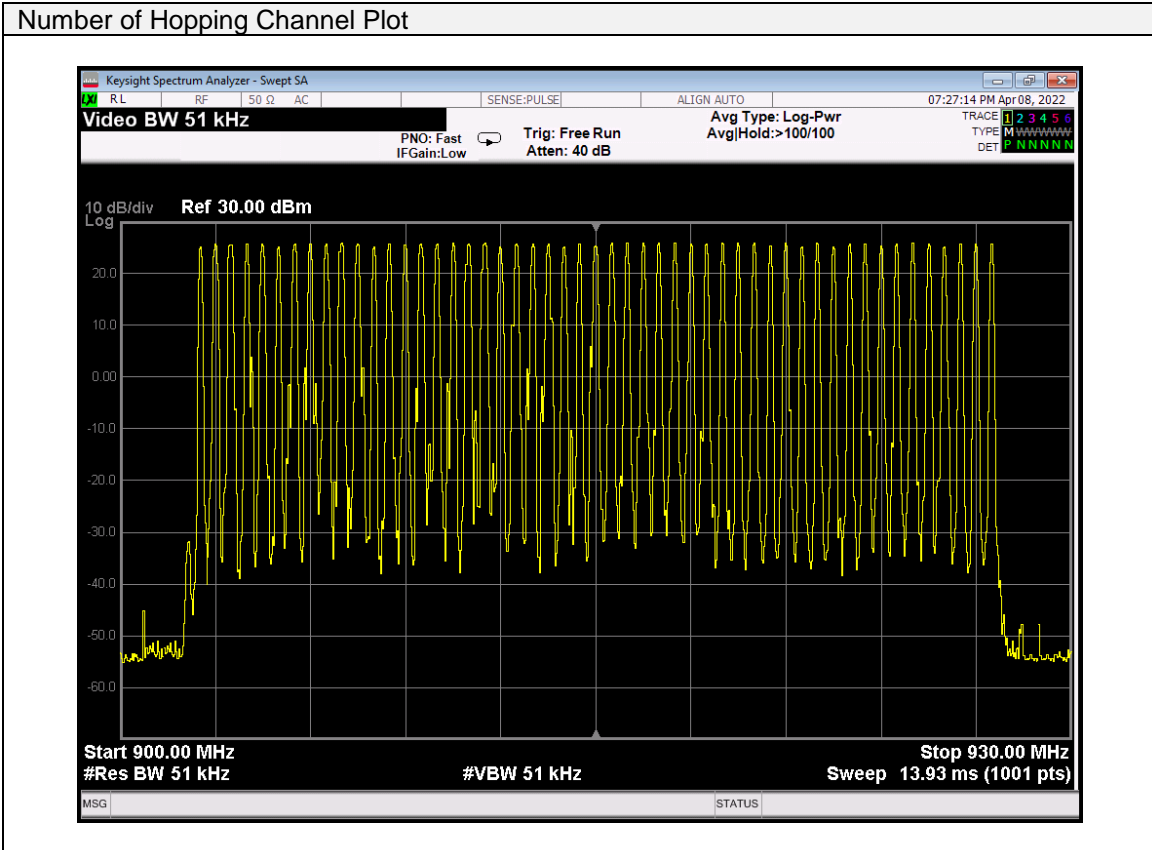 Number of Hopping Channel Plot
Keysight Spectrum Analyzer - Swept SA
LXI RL RF 50 Ω AC SENSE:PULSE ALIGN AUTO 07:27:14 PM Apr 08, 2022
Video BW 51 kHz
PNO: Fast
IFGain:Low
Trig: Free Run
Atten: 40 dB
Avg Type: Log-Pwr
Avg|Hold:>100/100
TRACE 1 2 3 4 5 6
TYPE M WWWWW
DET P N N N N N
10 dB/div Ref 30.00 dBm
Log
20.0
10.0
0.00
-10.0
-20.0
-30.0
-40.0
-50.0
-60.0
Start 900.00 MHz Stop 930.00 MHz
#Res BW 51 kHz #VBW 51 kHz Sweep 13.93 ms (1001 pts)
MSG STATUS